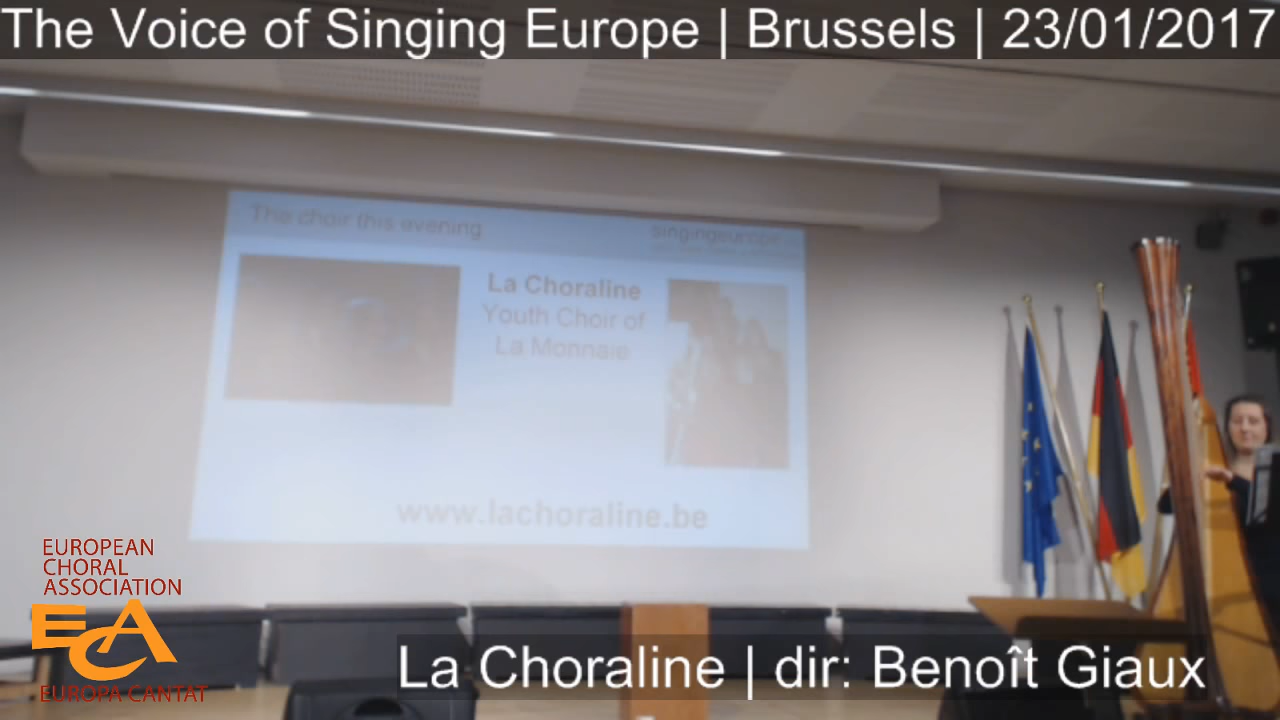 The Voice of Singing Europe | Brussels | 23/01/2017
The choir this evening
singingeurope
La Choraline
Youth Choir of
La Monnaie
www.lachoraline.be
EUROPEAN
CHORAL
ASSOCIATION
ECA
EUROPA CANTAT
La Choraline | dir: Benoît Giaux